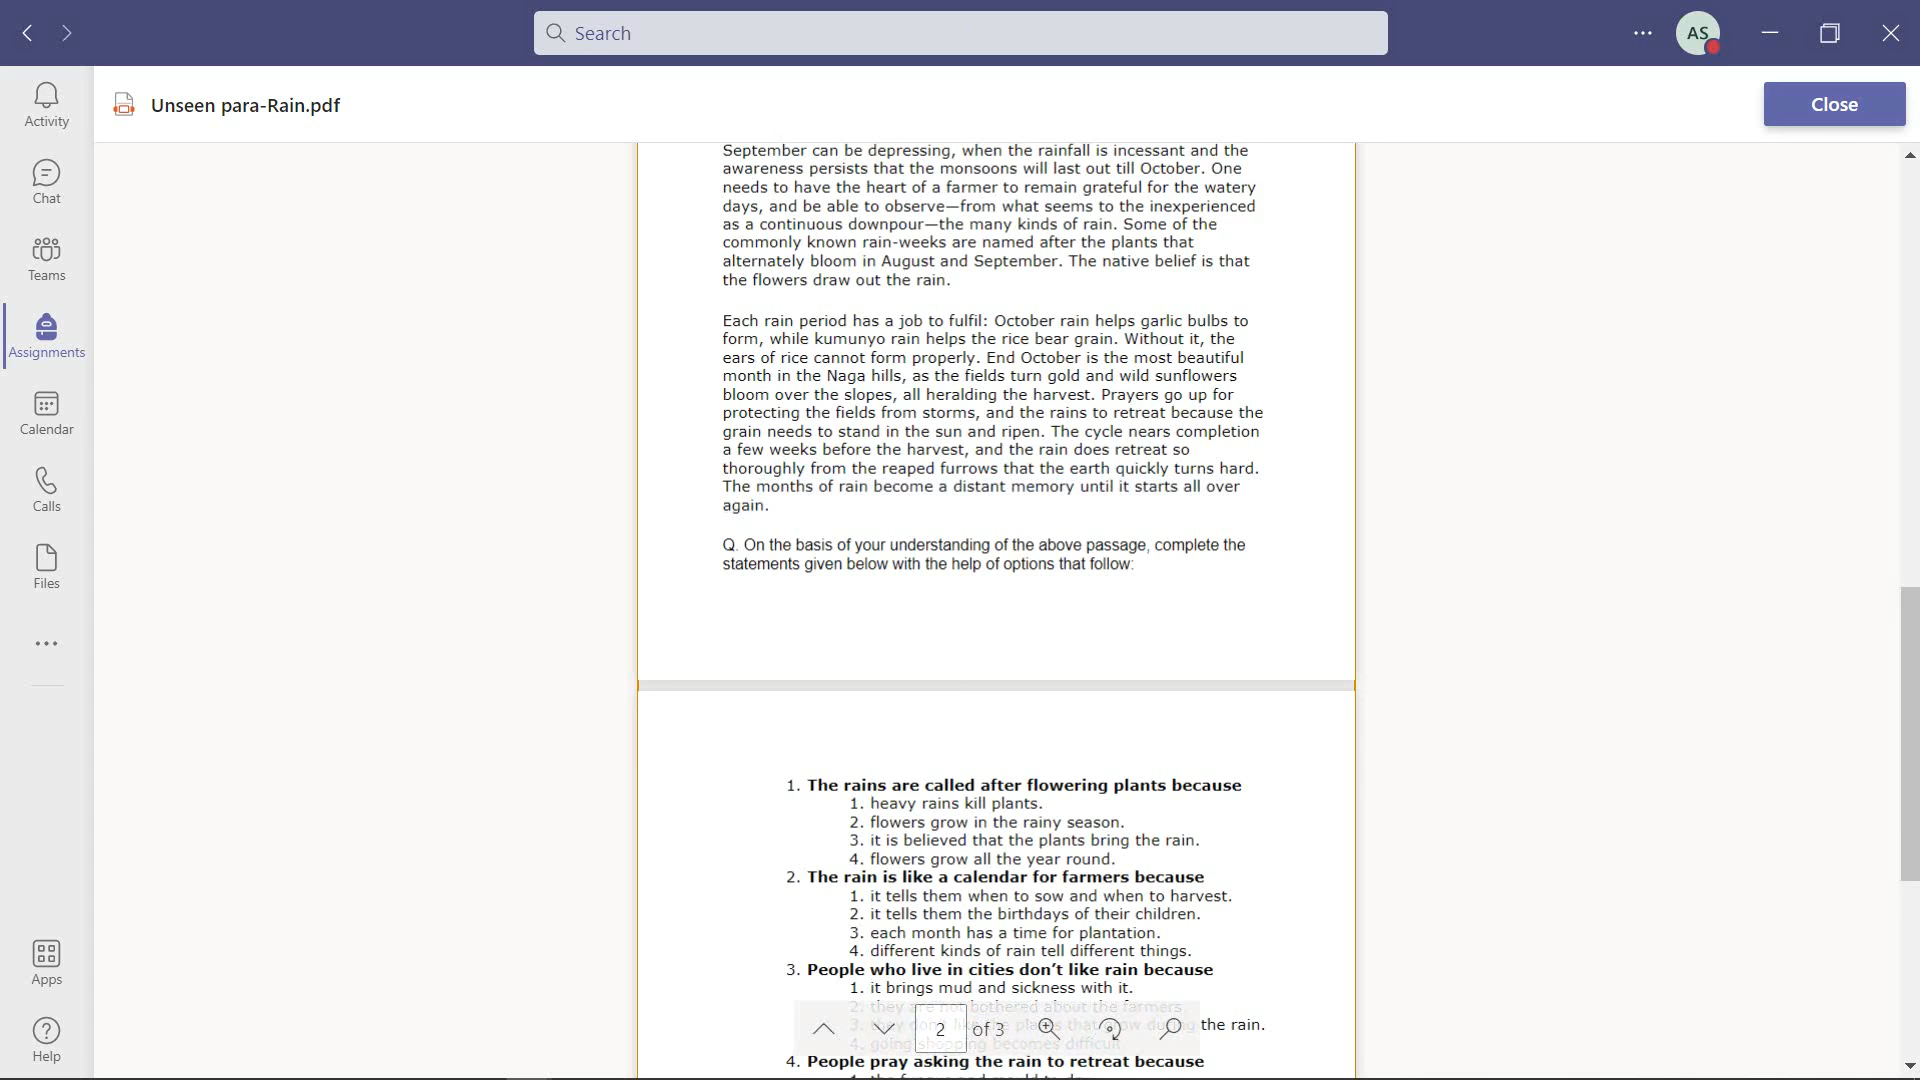 Search
AS
Activity
Chat
Teams
Assignments
Calendar
Calls
Files
Apps
Help
Unseen para-Rain.pdf
Close
September can be depressing, when the rainfall is incessant and the
awareness persists that the monsoons will last out till October. One
needs to have the heart of a farmer to remain grateful for the watery
days, and be able to observe—from what seems to the inexperienced
as a continuous downpour—the many kinds of rain. Some of the
commonly known rain-weeks are named after the plants that
alternately bloom in August and September. The native belief is that
the flowers draw out the rain.
Each rain period has a job to fulfil: October rain helps garlic bulbs to
form, while kumunyo rain helps the rice bear grain. Without it, the
ears of rice cannot form properly. End October is the most beautiful
month in the Naga hills, as the fields turn gold and wild sunflowers
bloom over the slopes, all heralding the harvest. Prayers go up for
protecting the fields from storms, and the rains to retreat because the
grain needs to stand in the sun and ripen. The cycle nears completion
a few weeks before the harvest, and the rain does retreat so
thoroughly from the reaped furrows that the earth quickly turns hard.
The months of rain become a distant memory until it starts all over
again.
Q. On the basis of your understanding of the above passage, complete the
statements given below with the help of options that follow:
1. The rains are called after flowering plants because
1. heavy rains kill plants.
2. flowers grow in the rainy season.
3. it is believed that the plants bring the rain.
4. flowers grow all the year round.
2. The rain is like a calendar for farmers because
1. it tells them when to sow and when to harvest.
2. it tells them the birthdays of their children.
3. each month has a time for plantation.
4. different kinds of rain tell different things.
3. People who live in cities don't like rain because
1. it brings mud and sickness with it.
2. they are not bothered about the farmers.
3. they don't like the plants that grow during the rain.
4. going shopping becomes difficult.
2 of 3
4. People pray asking the rain to retreat because